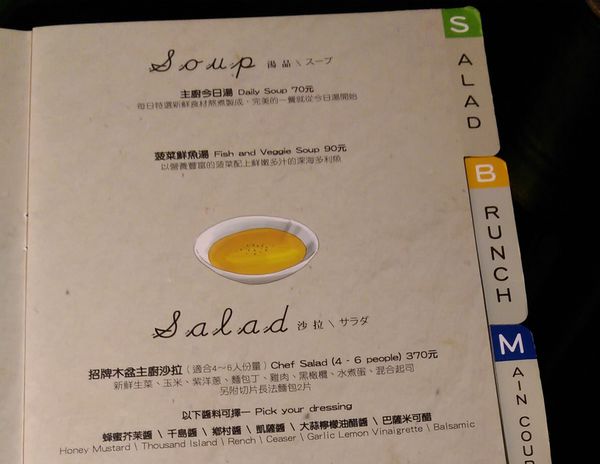 Soup 湯品 \ スープ
主廚今日湯 Daily Soup 70元
每日特選新鮮食材熬煮製成，完美的一餐就從今日湯開始
菠菜鮮魚湯 Fish and Veggie Soup 90元
以營養豐富的菠菜配上鮮嫩多汁的深海多利魚
Salad 沙拉 \ サラダ
招牌木盆主廚沙拉（適合4～6人份量）Chef Salad (4 - 6 people) 370元
新鮮生菜、玉米、紫洋蔥、麵包丁、雞肉、黑橄欖、水煮蛋、混合起司
另附切片長法麵包2片
以下醬料可擇一 Pick your dressing
蜂蜜芥茉醬 \ 千島醬 \ 鄉村醬 \ 凱薩醬 \ 大蒜檸檬油醋醬 \ 巴薩米可醋
Honey Mustard \ Thousand Island \ Rench \ Ceaser \ Garlic Lemon Vinaigrette \ Balsamic
SALAD
BRUNCH
MAIN COU